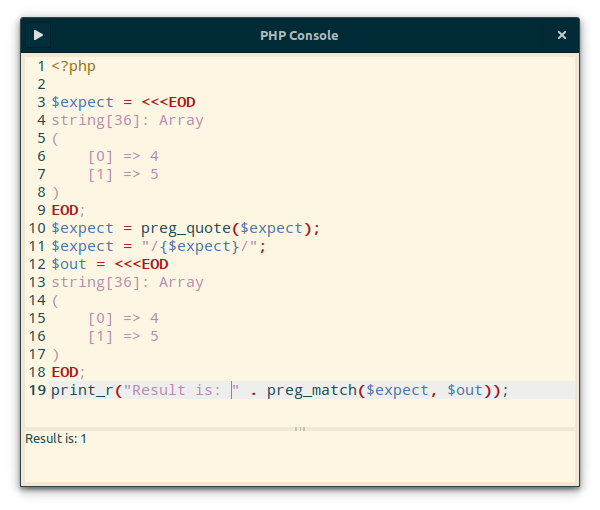 PHP Console
1 <?php
2
3 $expect = <<<EOD
4 string[36]: Array
5 (
6     [0] => 4
7     [1] => 5
8 )
9 EOD;
10 $expect = preg_quote($expect);
11 $expect = "/{$expect}/";
12 $out = <<<EOD
13 string[36]: Array
14 (
15     [0] => 4
16     [1] => 5
17 )
18 EOD;
19 print_r("Result is: " . preg_match($expect, $out));
Result is: 1